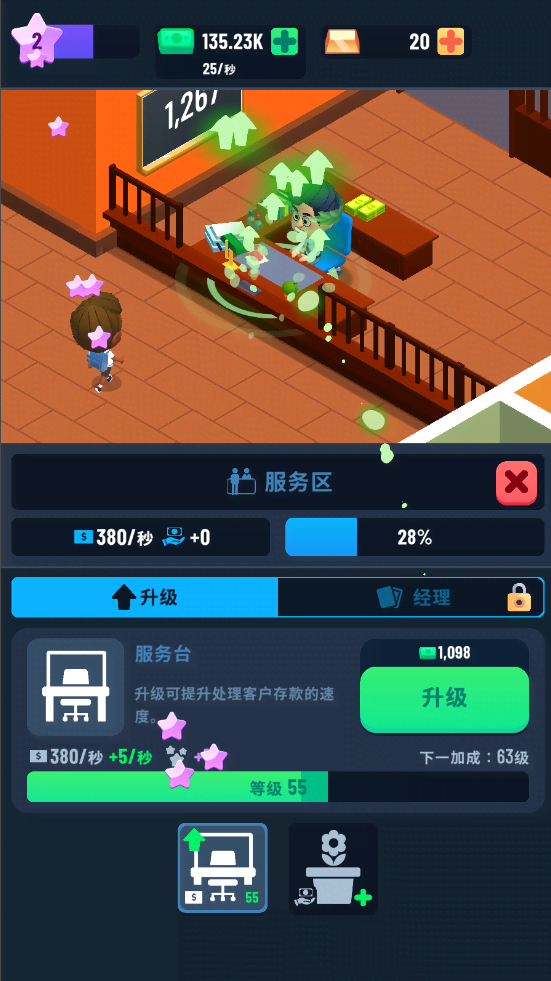 2
135.23K
20
25/秒
1,267
服务区
380/秒
+0
28%
升级
经理
服务台
1,098
升级可提升处理客户存款的速
度。
升级
380/秒 +5/秒
下一加成：63级
等级 55
55